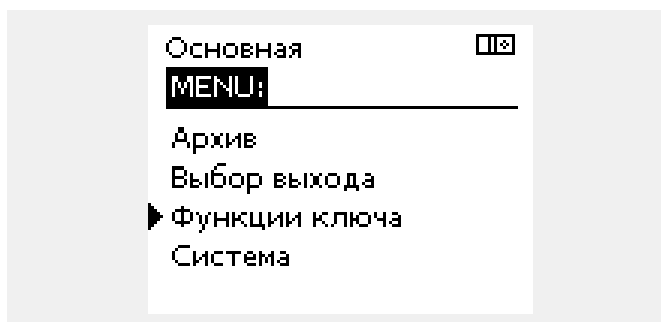 Основная
MENU:
Архив
Выбор выхода
Функции ключа
Система